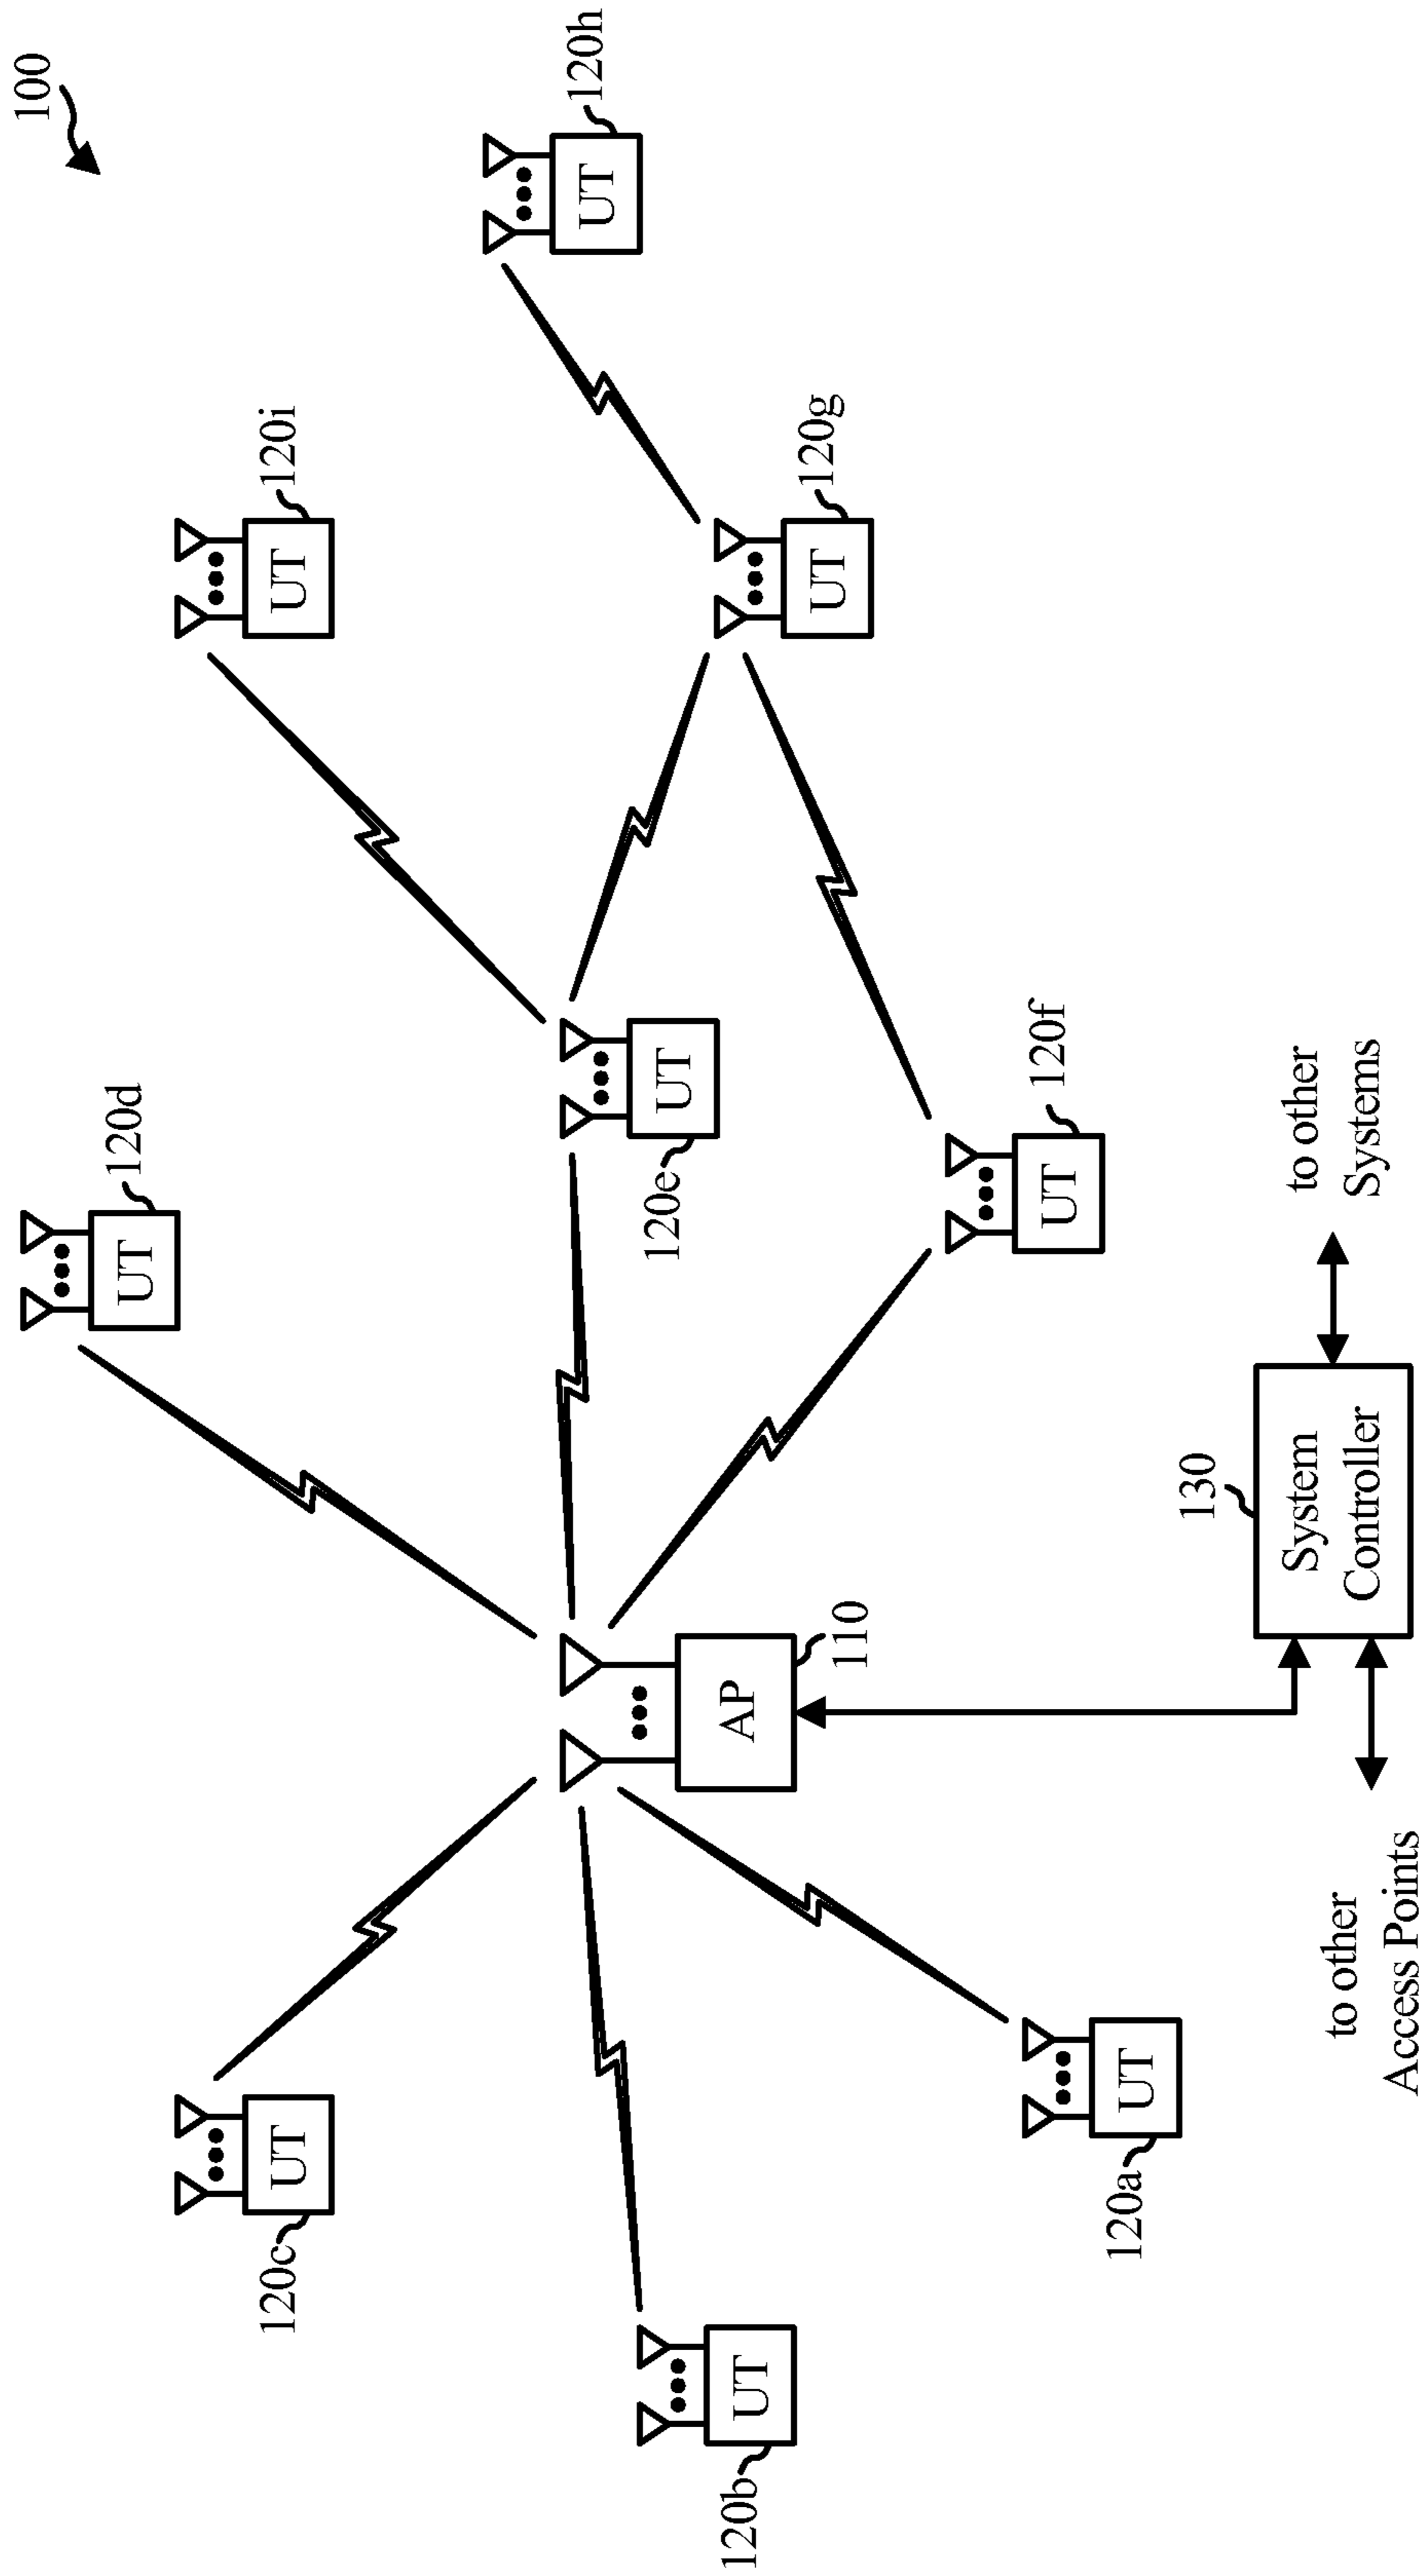 100
UT
120d
UT
120c
UT
120i
UT
120h
AP
110
UT
120e
UT
120b
UT
120g
UT
120f
UT
120a
130
System
Controller
to other
Systems
to other
Access Points